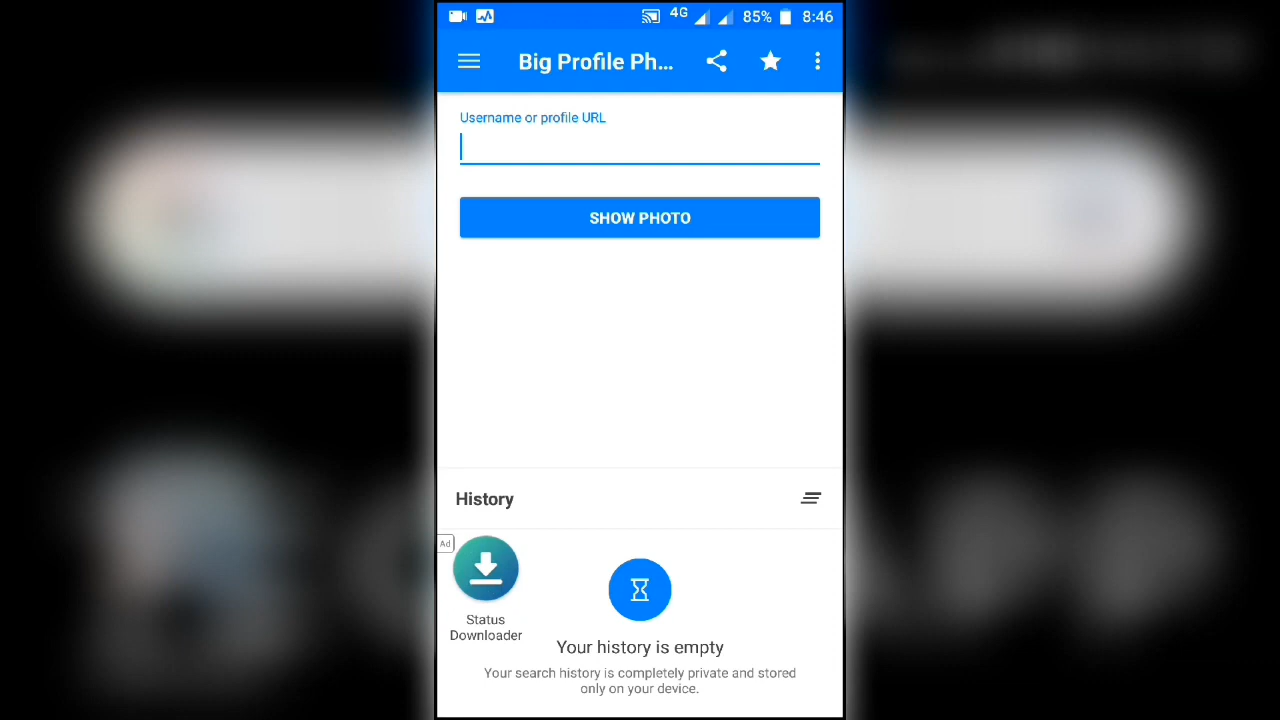 4G 85% 8:46
Big Profile Ph...
Username or profile URL
SHOW PHOTO
History
Ad
Status
Downloader
Your history is empty
Your search history is completely private and stored
only on your device.